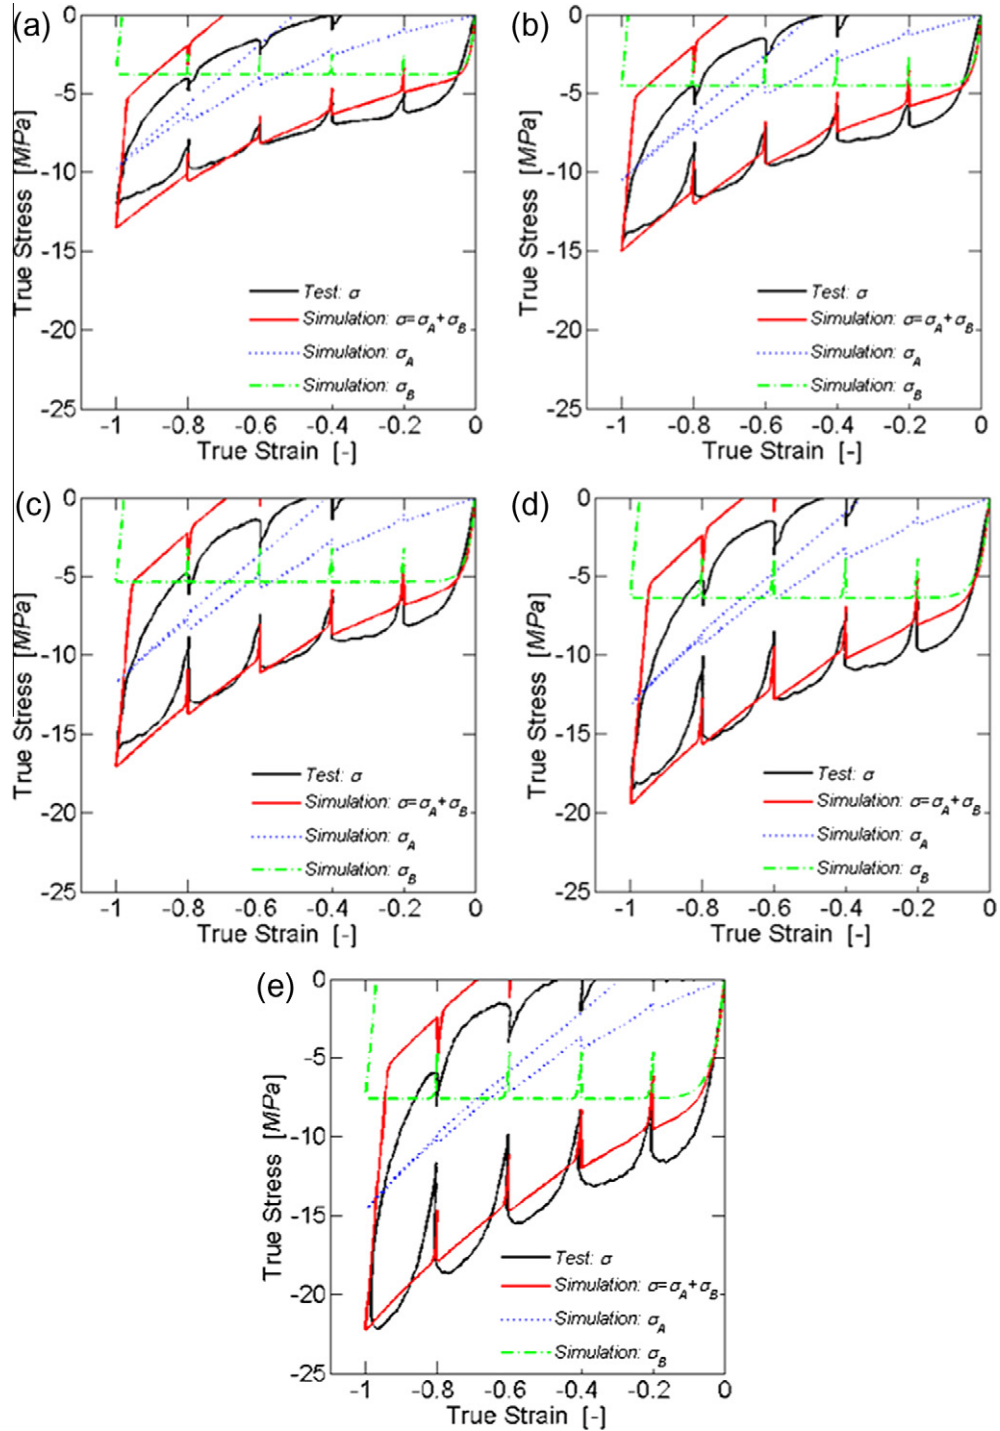 (a)
True Stress [MPa]
0
-5
-10
-15
-20
-25
Test: σ
Simulation: σ=σA+σB
Simulation: σA
Simulation: σB
-1 -0.8 -0.6 -0.4 -0.2 0
True Strain [-]
(b)
True Stress [MPa]
0
-5
-10
-15
-20
-25
Test: σ
Simulation: σ=σA+σB
Simulation: σA
Simulation: σB
-1 -0.8 -0.6 -0.4 -0.2 0
True Strain [-]
(c)
True Stress [MPa]
0
-5
-10
-15
-20
-25
Test: σ
Simulation: σ=σA+σB
Simulation: σA
Simulation: σB
-1 -0.8 -0.6 -0.4 -0.2 0
True Strain [-]
(d)
True Stress [MPa]
0
-5
-10
-15
-20
-25
Test: σ
Simulation: σ=σA+σB
Simulation: σA
Simulation: σB
-1 -0.8 -0.6 -0.4 -0.2 0
True Strain [-]
(e)
True Stress [MPa]
0
-5
-10
-15
-20
-25
Test: σ
Simulation: σ=σA+σB
Simulation: σA
Simulation: σB
-1 -0.8 -0.6 -0.4 -0.2 0
True Strain [-]